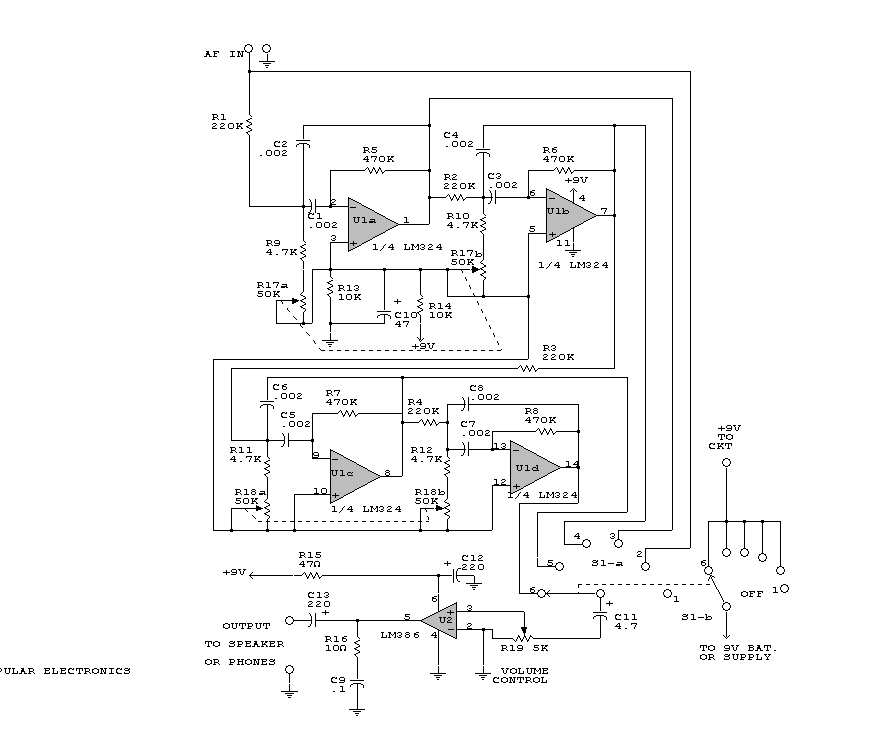 AF IN
R1
220K
C2
.002
R5
470K
C4
.002
R6
470K
+9V
R2
220K
C3
.002
2
C1
.002
U1a
1
3
1/4 LM324
R10
4.7K
6
U1b
4
7
5
11
1/4 LM324
R9
4.7K
R17b
50K
R17a
50K
R13
10K
+
C10
47
R14
10K
+9V
R3
220K
C6
.002
R7
470K
C8
.002
C5
.002
R4
220K
R8
470K
C7
.002
R11
4.7K
9
U1c
8
10
1/4 LM324
R12
4.7K
13
U1d
14
12
1/4 LM324
R18a
50K
R18b
50K
+9V
TO
CKT
4
3
2
5
S1-a
6
1
6
OFF
1
S1-b
TO 9V BAT.
OR SUPPLY
R15
47Ω
+9V
+
C12
220
C13
220
+
OUTPUT
TO SPEAKER
OR PHONES
5
6
U2
3
2
4
LM386
R16
10Ω
C9
.1
R19 5K
VOLUME
CONTROL
+
C11
4.7
PULAR ELECTRONICS